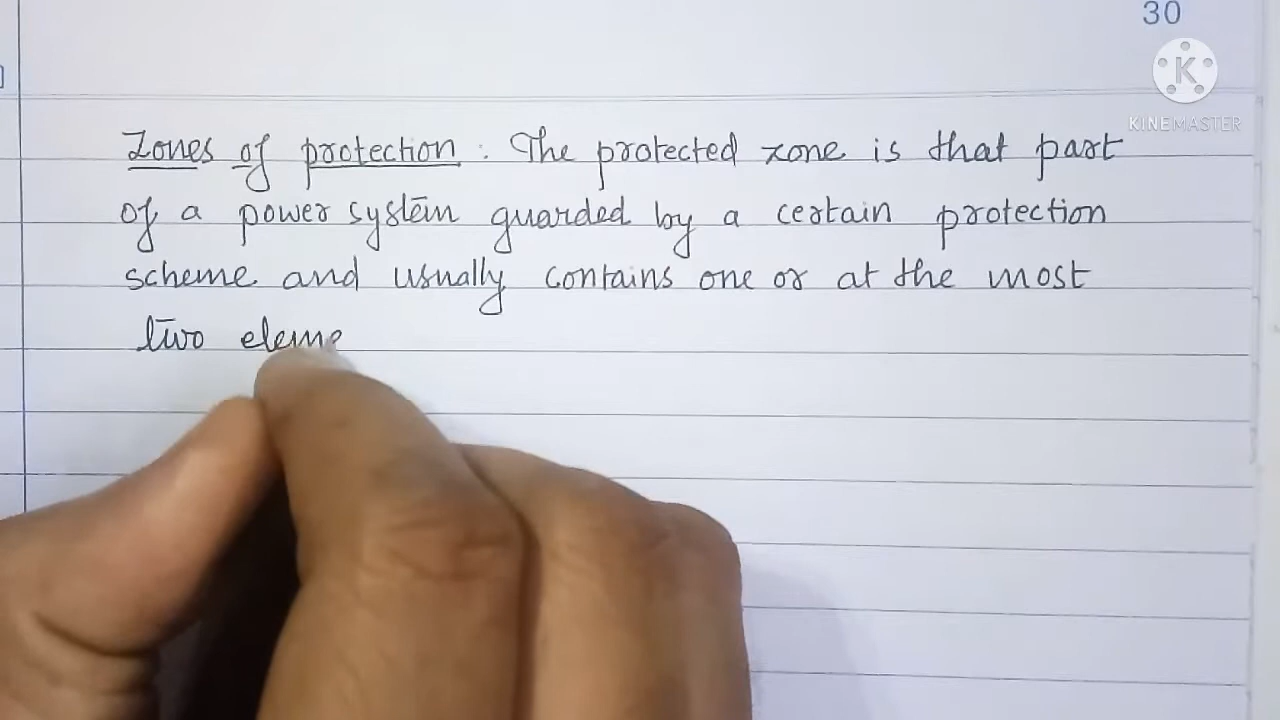 30
K
KINEMASTER
Zones of protection : The protected zone is that part
of a power system guarded by a certain protection
scheme and usually contains one or at the most
two eleme